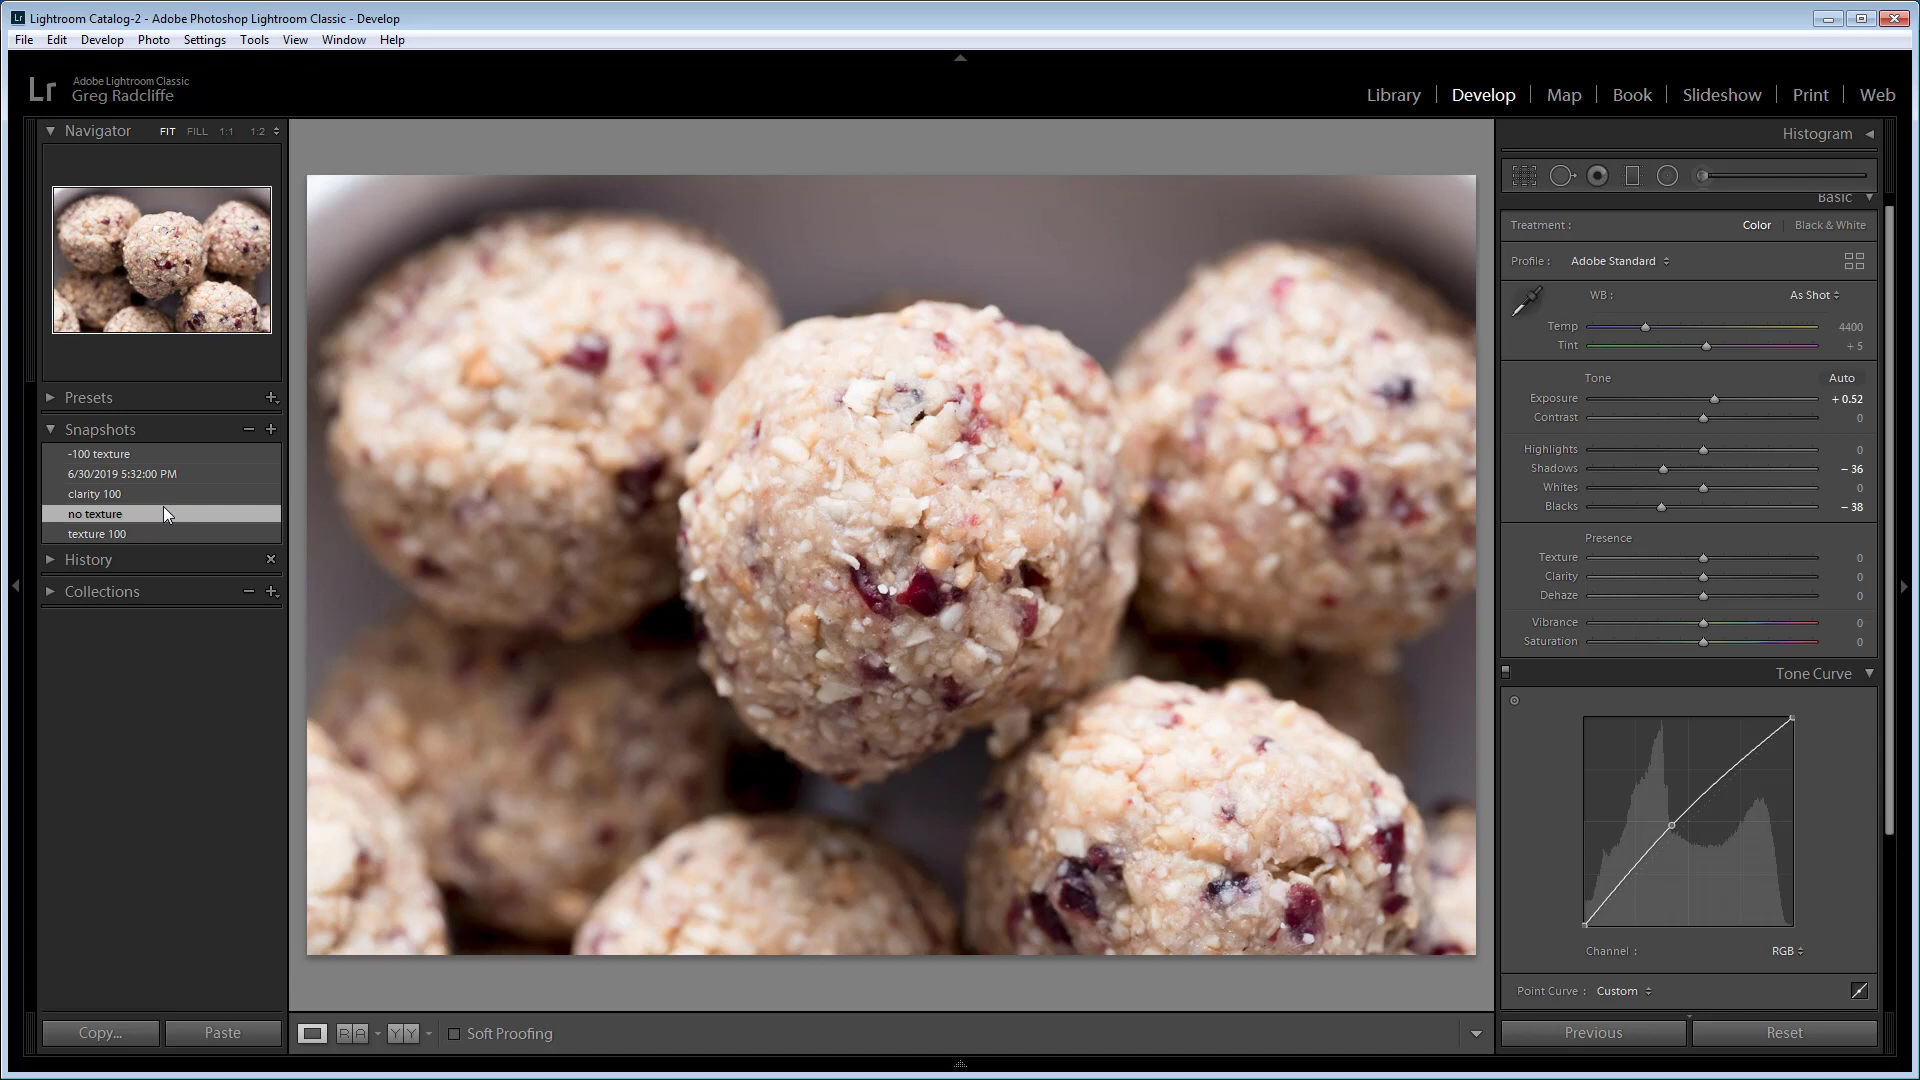 Lr Lightroom Catalog-2 - Adobe Photoshop Lightroom Classic - Develop
File Edit Develop Photo Settings Tools View Window Help
Lr Adobe Lightroom Classic
Greg Radcliffe
Library Develop Map Book Slideshow Print Web
Navigator FIT FILL 1:1 1:2
Presets
Snapshots
-100 texture
6/30/2019 5:32:00 PM
clarity 100
no texture
texture 100
History
Collections
Copy... Paste
R A Y Y Soft Proofing
Histogram
Basic
Treatment : Color Black & White
Profile : Adobe Standard
WB : As Shot
Temp 4400
Tint + 5
Tone Auto
Exposure + 0.52
Contrast 0
Highlights 0
Shadows – 36
Whites 0
Blacks – 38
Presence
Texture 0
Clarity 0
Dehaze 0
Vibrance 0
Saturation 0
Tone Curve
Channel : RGB
Point Curve : Custom
Previous Reset